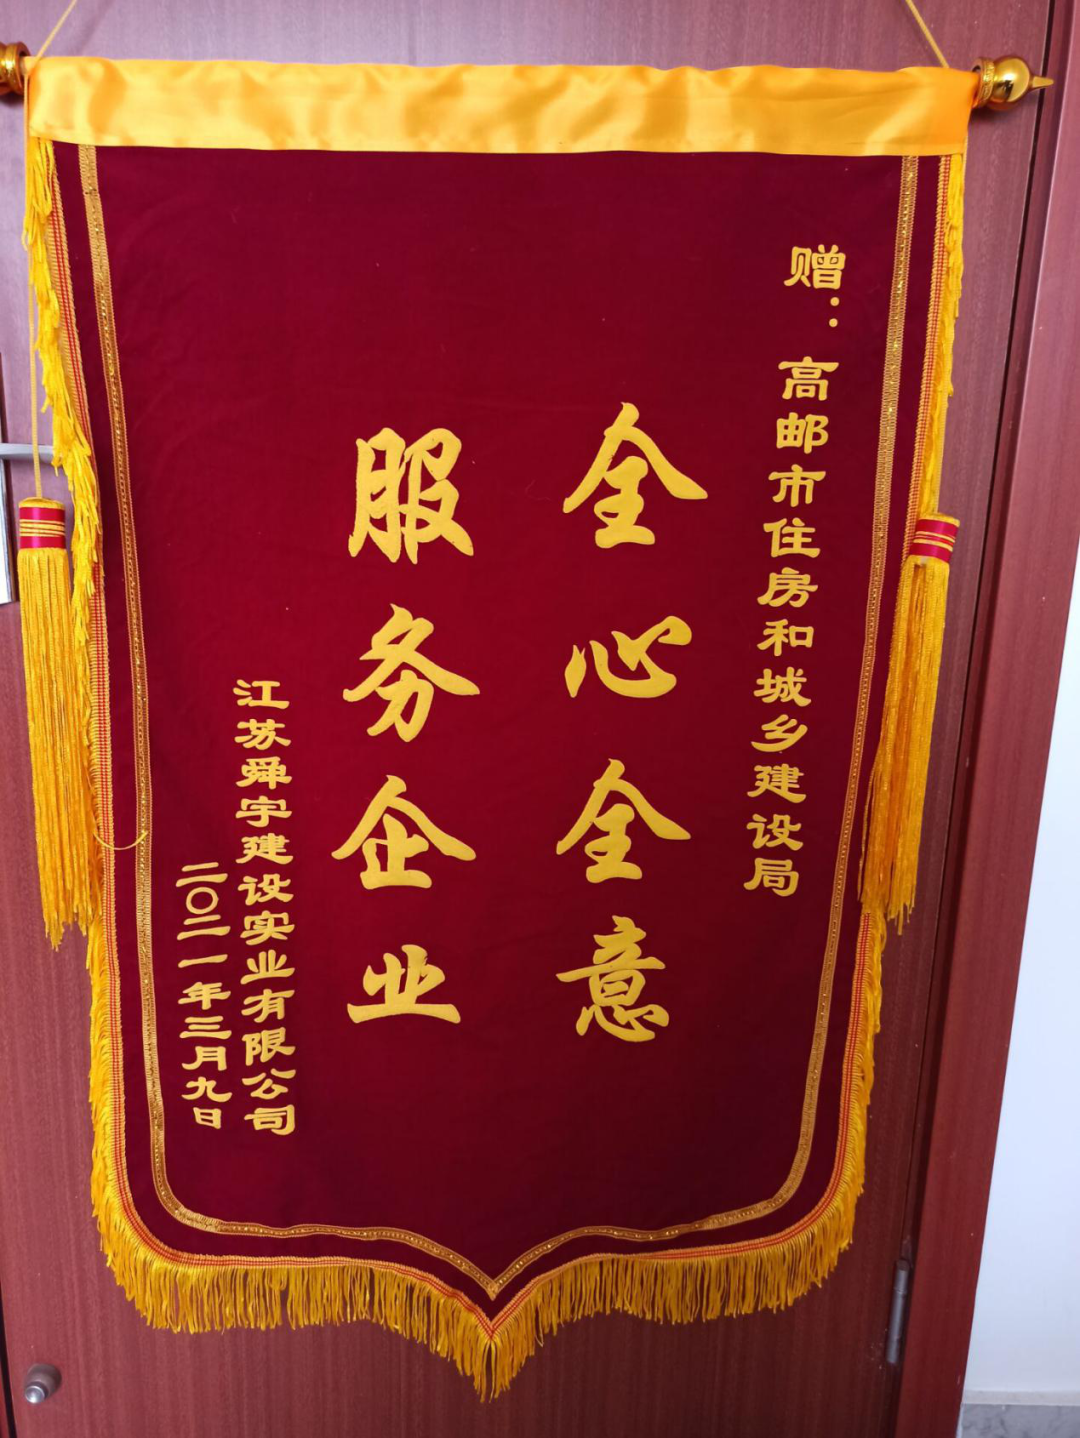 赠：高邮市住房和城乡建设局
全心全意
服务企业
江苏舜宇建设实业有限公司
二〇二一年三月九日